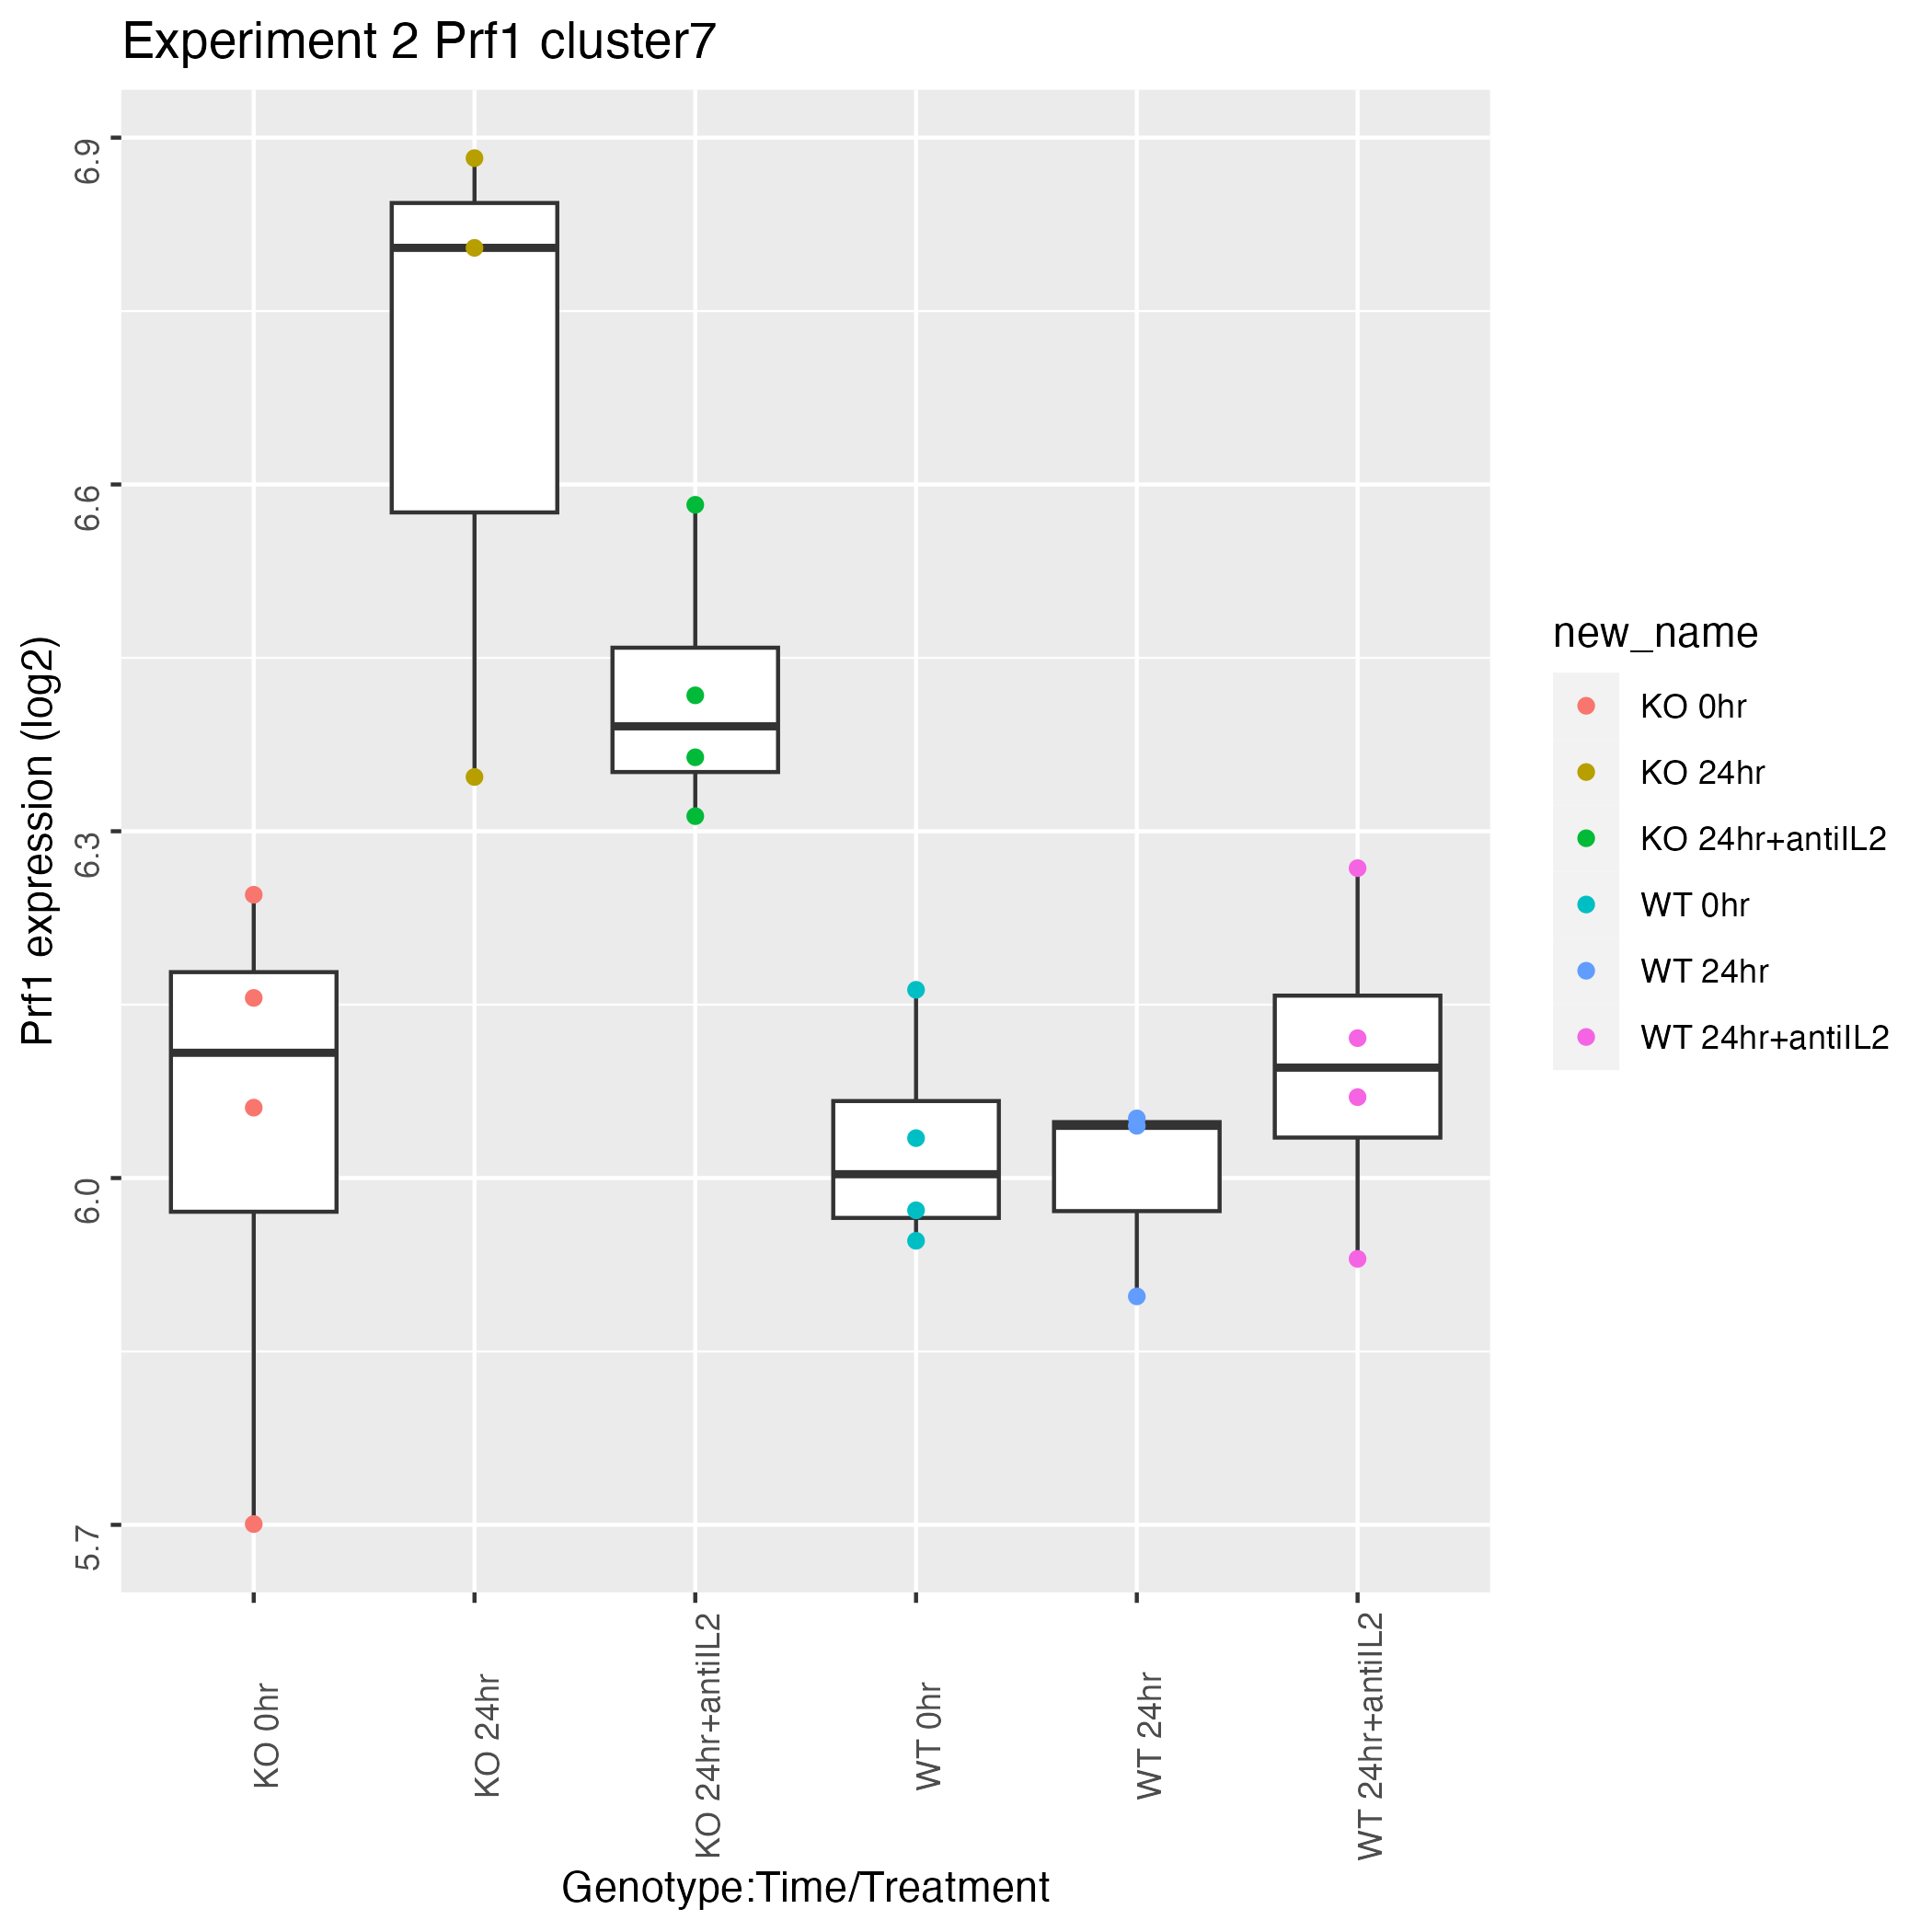 Experiment 2 Prf1 cluster7
Prf1 expression (log2)
6.9
6.6
6.3
6.0
5.7
KO 0hr
KO 24hr
KO 24hr+antiIL2
WT 0hr
WT 24hr
WT 24hr+antiIL2
Genotype:Time/Treatment
new_name
KO 0hr
KO 24hr
KO 24hr+antiIL2
WT 0hr
WT 24hr
WT 24hr+antiIL2